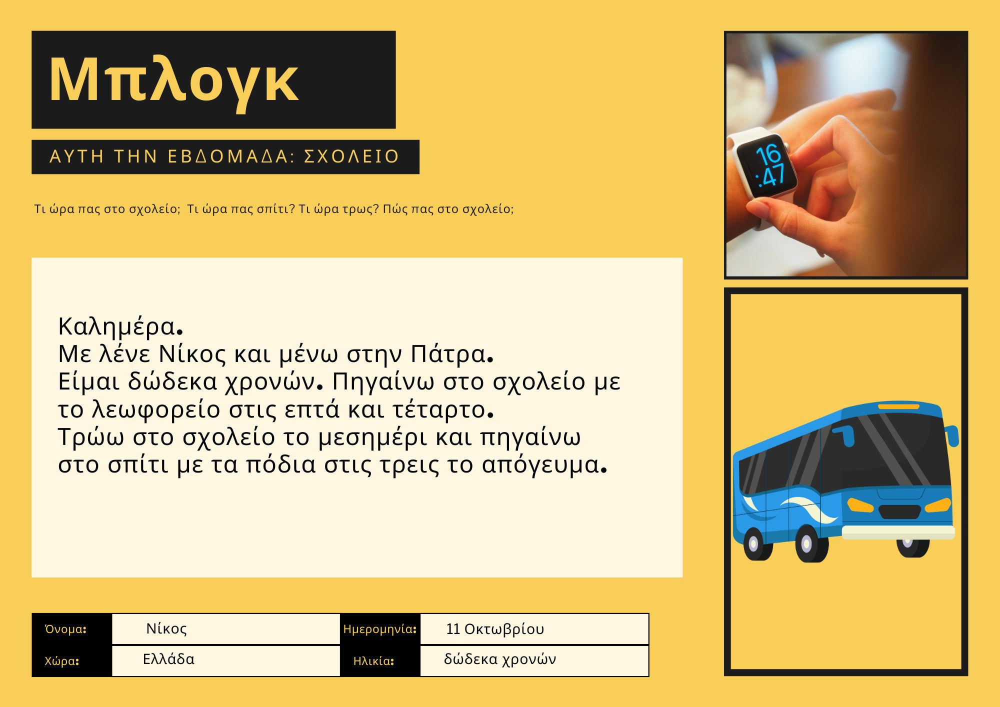 Μπλογκ
ΑΥΤΗ ΤΗΝ ΕΒΔΟΜΑΔΑ: ΣΧΟΛΕΙΟ
Τι ώρα πας στο σχολείο; Τι ώρα πας σπίτι? Τι ώρα τρως? Πώς πας στο σχολείο;
16
:47
Καλημέρα.
Με λένε Νίκος και μένω στην Πάτρα.
Είμαι δώδεκα χρονών. Πηγαίνω στο σχολείο με
το λεωφορείο στις επτά και τέταρτο.
Τρώω στο σχολείο το μεσημέρι και πηγαίνω
στο σπίτι με τα πόδια στις τρεις το απόγευμα.
Όνομα: Νίκος Ημερομηνία: 11 Οκτωβρίου
Χώρα: Ελλάδα Ηλικία: δώδεκα χρονών